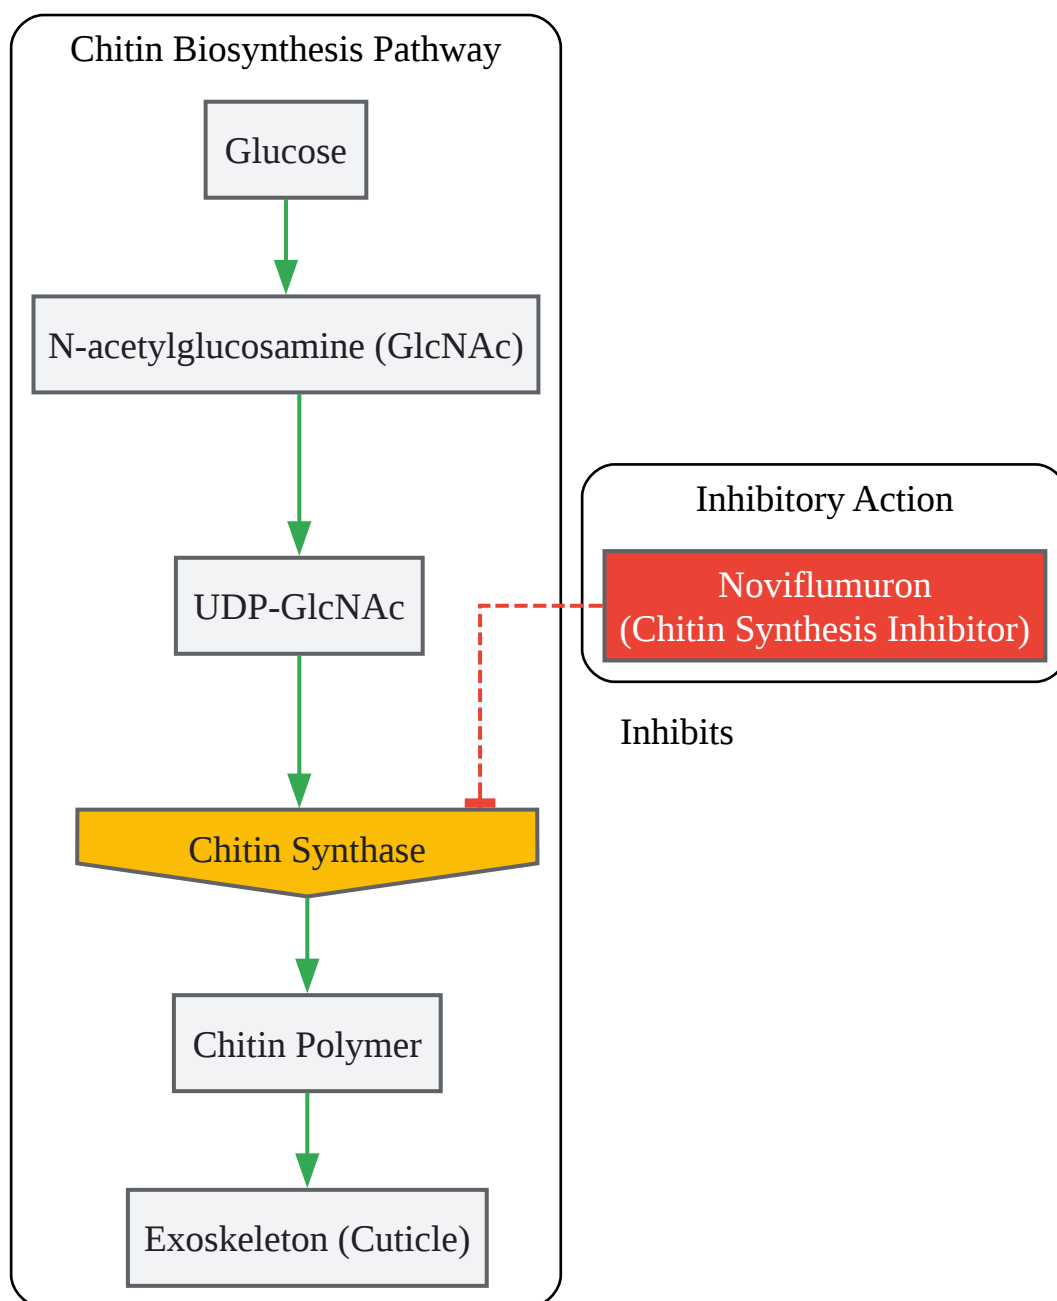 Chitin Biosynthesis Pathway
Glucose
N-acetylglucosamine (GlcNAc)
UDP-GlcNAc
Chitin Synthase
Chitin Polymer
Exoskeleton (Cuticle)
Inhibitory Action
Noviflumuron
(Chitin Synthesis Inhibitor)
Inhibits